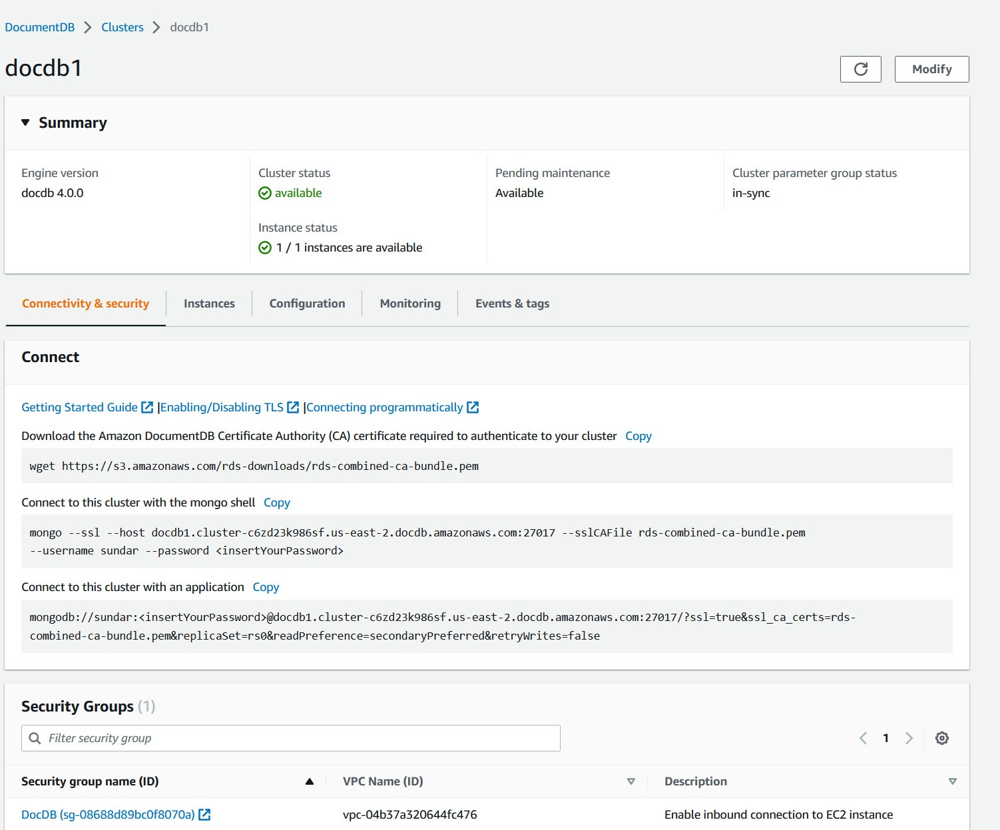 DocumentDB > Clusters > docdb1
docdb1
Modify
Summary
Engine version
docdb 4.0.0
Cluster status
available
Instance status
1 / 1 instances are available
Pending maintenance
Available
Cluster parameter group status
in-sync
Connectivity & security
Instances
Configuration
Monitoring
Events & tags
Connect
Getting Started Guide |Enabling/Disabling TLS |Connecting programmatically
Download the Amazon DocumentDB Certificate Authority (CA) certificate required to authenticate to your cluster Copy
wget https://s3.amazonaws.com/rds-downloads/rds-combined-ca-bundle.pem
Connect to this cluster with the mongo shell Copy
mongo --ssl --host docdb1.cluster-c6zd23k986sf.us-east-2.docdb.amazonaws.com:27017 --sslCAFile rds-combined-ca-bundle.pem
--username sundar --password <insertYourPassword>
Connect to this cluster with an application Copy
mongodb://sundar:<insertYourPassword>@docdb1.cluster-c6zd23k986sf.us-east-2.docdb.amazonaws.com:27017/?ssl=true&ssl_ca_certs=rds-
combined-ca-bundle.pem&replicaSet=rs0&readPreference=secondaryPreferred&retryWrites=false
Security Groups (1)
Filter security group
1
Security group name (ID)
VPC Name (ID)
Description
DocDB (sg-08688d89bc0f8070a)
vpc-04b37a320644fc476
Enable inbound connection to EC2 instance